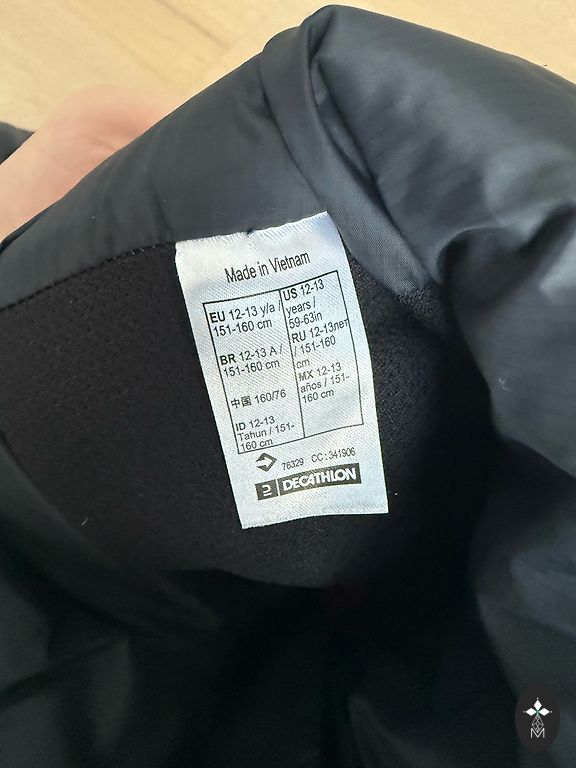 Made in Vietnam
EU 12-13 y/a /
151-160 cm
BR 12-13 A /
151-160 cm
中国 160/76
ID 12-13
Tahun / 151-
160 cm
US 12-13
years /
59-63in
RU 12-13лет
/ 151-160
cm
MX 12-13
años / 151-
160 cm
76329 CC:341906
DECATHLON
M